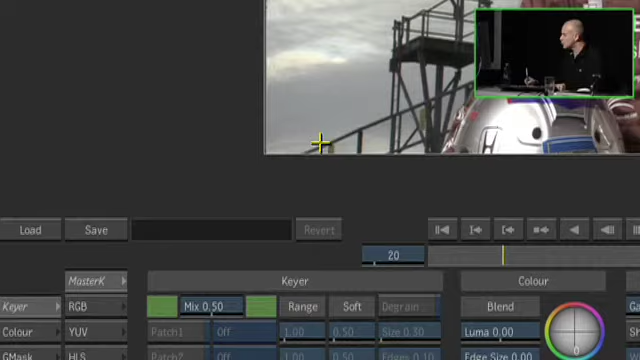 Load Save Revert
20
MasterK Keyer Colour
Keyer RGB Mix 0.50 Range Soft Degrain Blend
Colour YUV Patch1 Off 1.00 0.50 Size 0.30 Luma 0.00
GMask HLS Patch2 Off 1.00 0.50 Edges 0.10 Edge Size 0.00
0